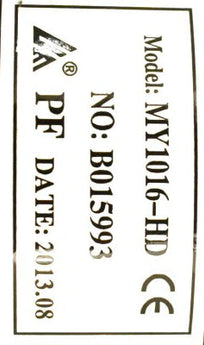 Model: MY1016-HD CE
® NO: B015993
PF DATE: 2013.08